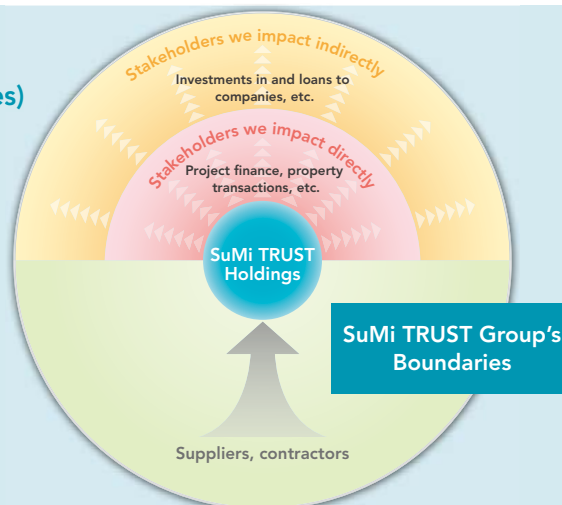 Stakeholders we impact indirectly
es)
Investments in and loans to
companies, etc.
Stakeholders we impact directly
Project finance, property
transactions, etc.
SuMi TRUST
Holdings
SuMi TRUST Group's
Boundaries
Suppliers, contractors